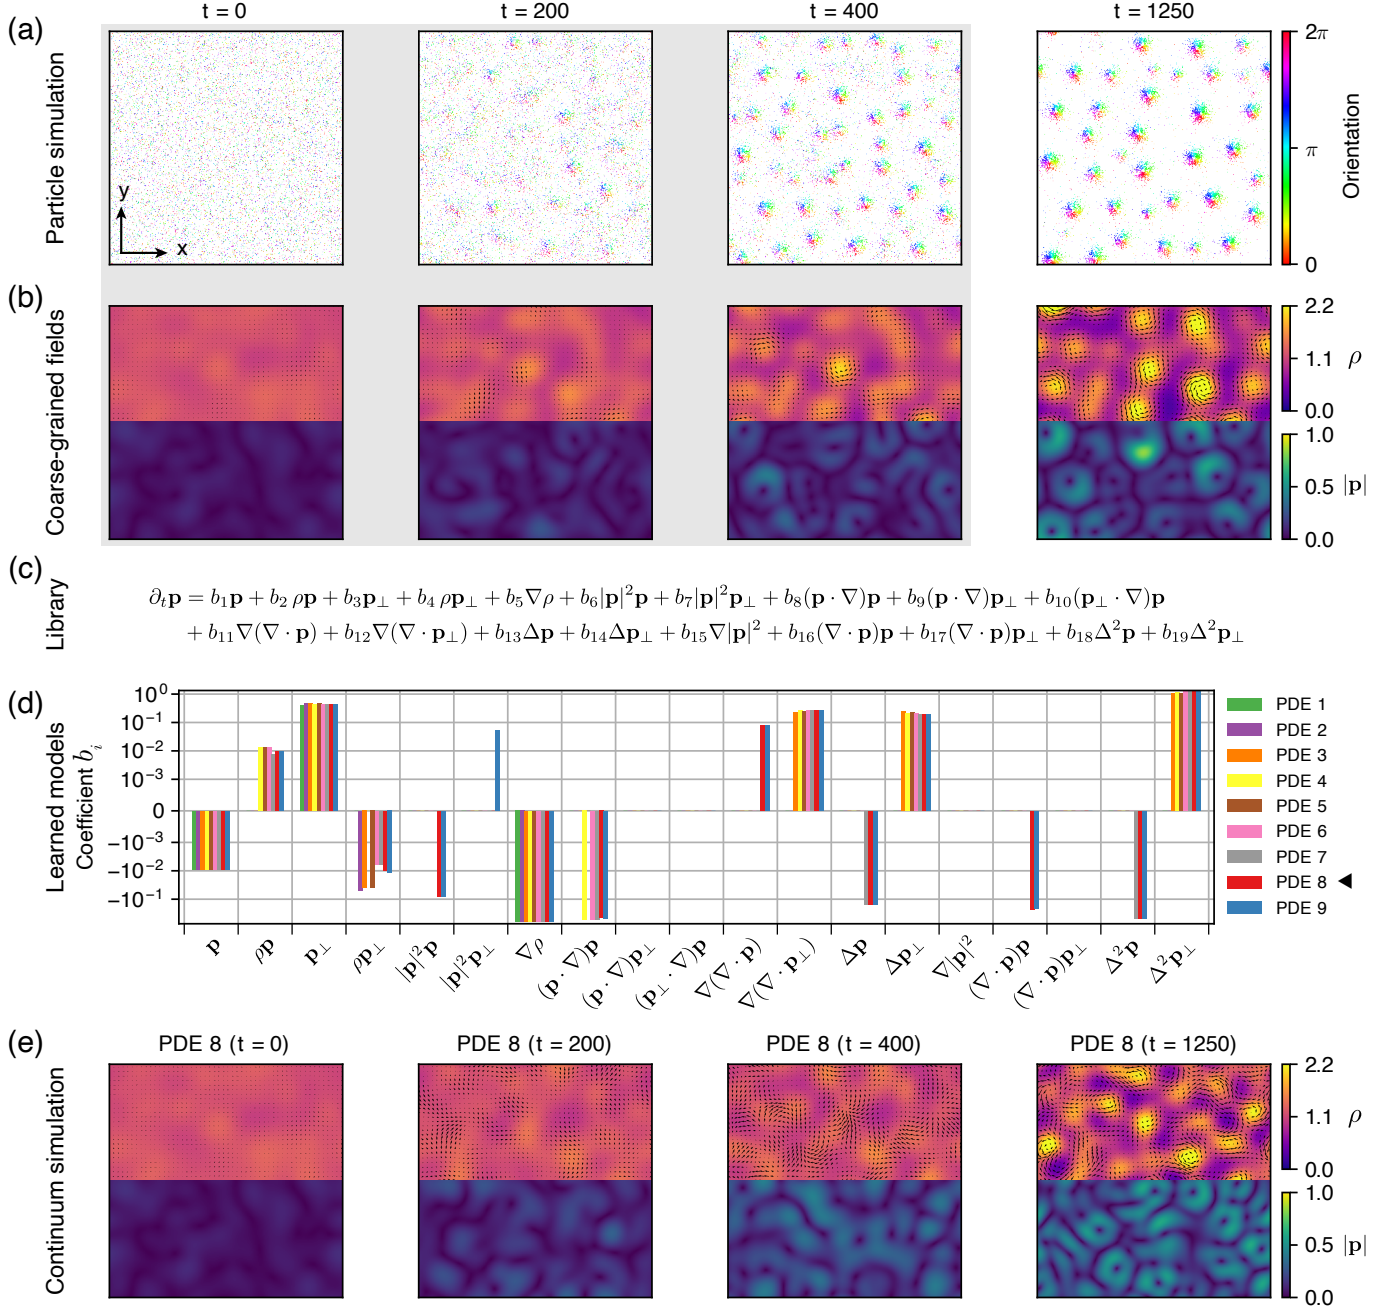 (a)
t = 0
t = 200
t = 400
t = 1250
Particle simulation
y
x
2π
π
0
Orientation
(b)
Coarse-grained fields
2.2
1.1
0.0
ρ
1.0
0.5
0.0
|p|
(c)
Library
∂ₜp = b₁p + b₂ ρp + b₃p⊥ + b₄ ρp⊥ + b₅∇ρ + b₆|p|²p + b₇|p|²p⊥ + b₈(p · ∇)p + b₉(p · ∇)p⊥ + b₁₀(p⊥ · ∇)p
+ b₁₁∇(∇ · p) + b₁₂∇(∇ · p⊥) + b₁₃Δp + b₁₄Δp⊥ + b₁₅∇|p|² + b₁₆(∇ · p)p + b₁₇(∇ · p)p⊥ + b₁₈Δ²p + b₁₉Δ²p⊥
(d)
Learned models
Coefficient bᵢ
10⁰
10⁻¹
10⁻²
10⁻³
0
−10⁻³
−10⁻²
−10⁻¹
p
ρp
p⊥
ρp⊥
|p|²p
|p|²p⊥
∇ρ
(p · ∇)p
(p · ∇)p⊥
(p⊥ · ∇)p
∇(∇ · p)
∇(∇ · p⊥)
Δp
Δp⊥
∇|p|²
(∇ · p)p
(∇ · p)p⊥
Δ²p
Δ²p⊥
PDE 1
PDE 2
PDE 3
PDE 4
PDE 5
PDE 6
PDE 7
PDE 8 ◀
PDE 9
(e)
PDE 8 (t = 0)
PDE 8 (t = 200)
PDE 8 (t = 400)
PDE 8 (t = 1250)
Continuum simulation
2.2
1.1
0.0
ρ
1.0
0.5
0.0
|p|